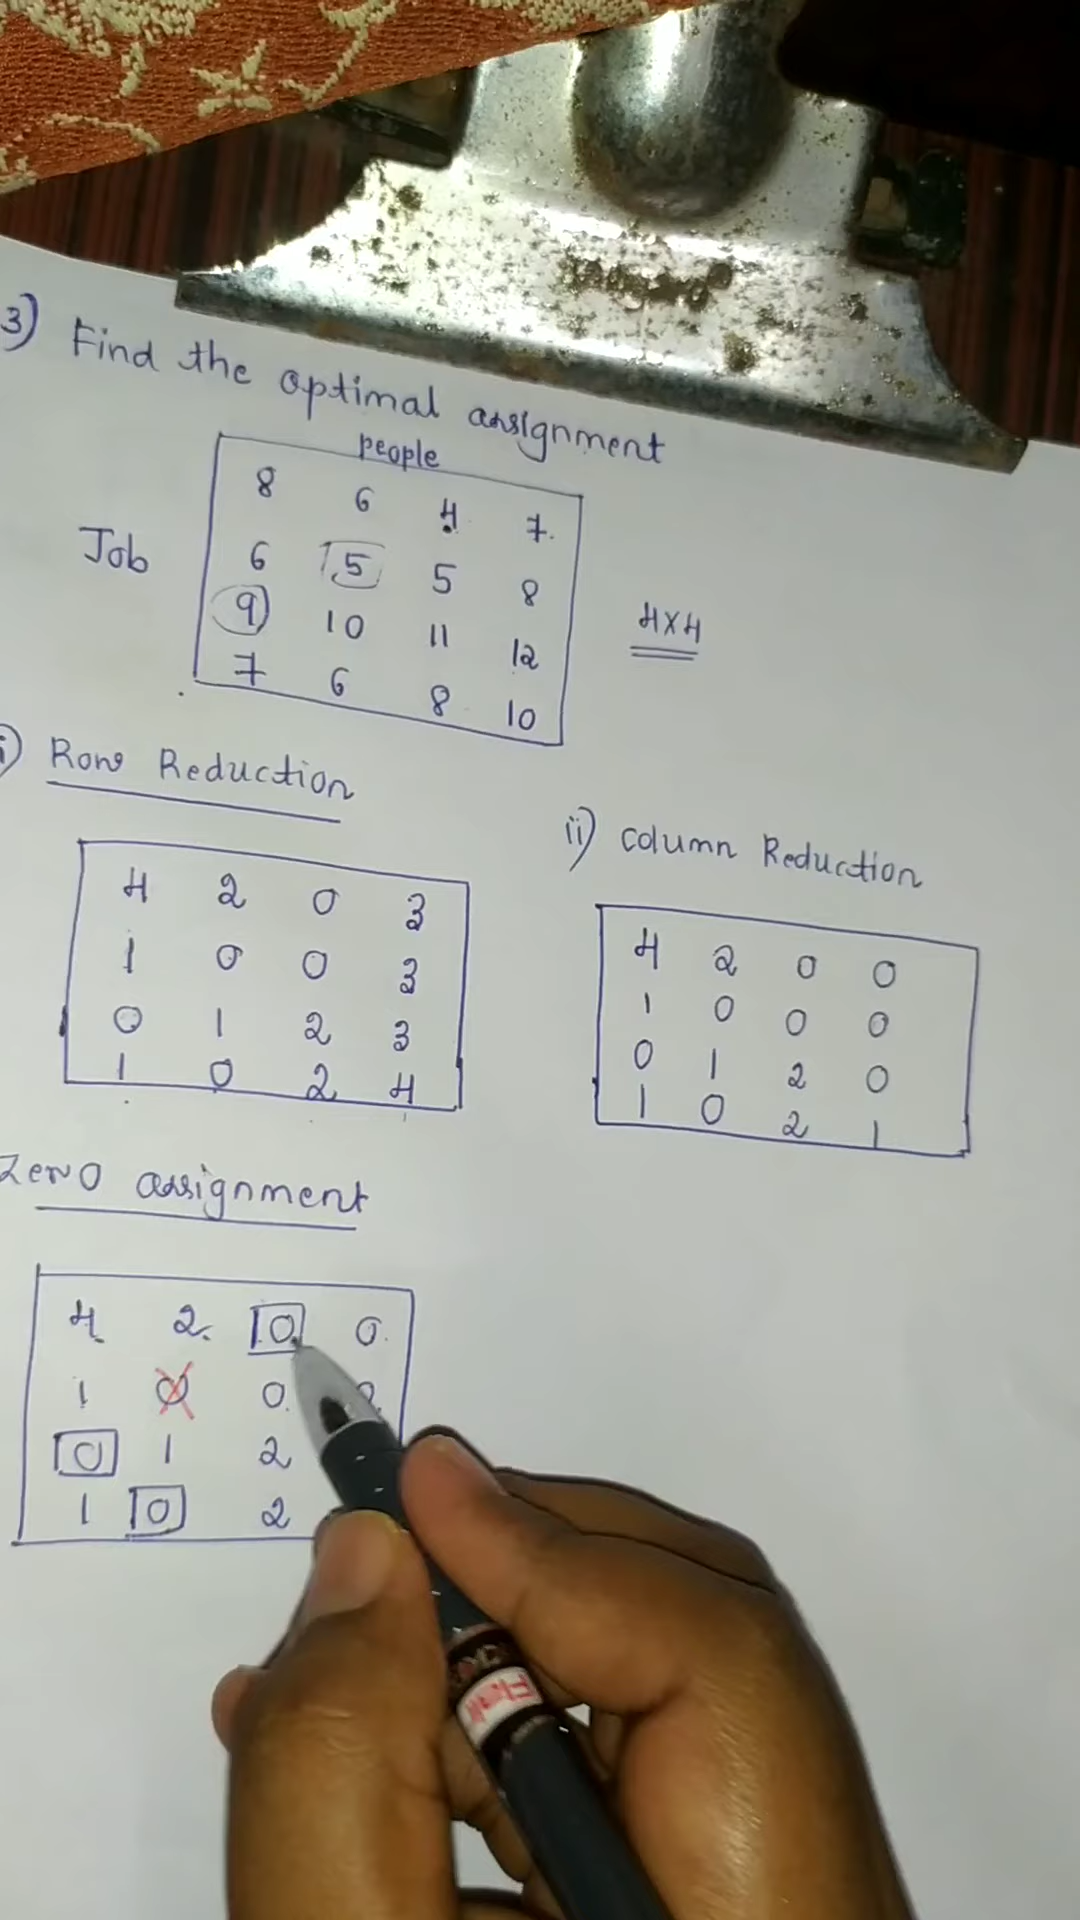 3) Find the optimal assignment
people
8 6 4 7
Job
6 5 5 8
9 10 11 12
7 6 8 10
4x4
i) Row Reduction
4 2 0 3
1 0 0 3
0 1 2 3
1 0 2 4
ii) Column Reduction
4 2 0 0
1 0 0 0
0 1 2 0
1 0 2 1
Zero assignment
4 2 0 0
1 0 0
0 1 2
1 0 2